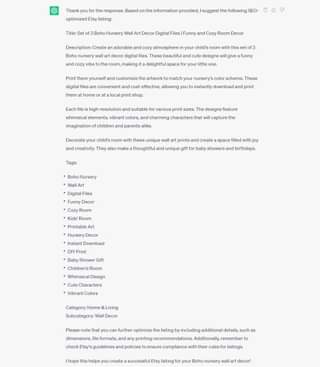 Thank you for the response. Based on the information provided, I suggest the following SEO-
optimized Etsy listing:
Title: Set of 3 Boho Nursery Wall Art Decor Digital Files | Funny and Cozy Room Decor
Description: Create an adorable and cozy atmosphere in your child's room with this set of 3
Boho nursery wall art decor digital files. These beautiful and cute designs will give a funny
and cozy vibe to the room, making it a delightful space for your little one.
Print them yourself and customize the artwork to match your nursery's color scheme. These
digital files are convenient and cost-effective, allowing you to instantly download and print
them at home or at a local print shop.
Each file is high-resolution and suitable for various print sizes. The designs feature
whimsical elements, vibrant colors, and charming characters that will capture the
imagination of children and parents alike.
Decorate your child's room with these unique wall art prints and create a space filled with joy
and creativity. They also make a thoughtful and unique gift for baby showers and birthdays.
Tags:
• Boho Nursery
• Wall Art
• Digital Files
• Funny Decor
• Cozy Room
• Kids' Room
• Printable Art
• Nursery Decor
• Instant Download
• DIY Print
• Baby Shower Gift
• Children's Room
• Whimsical Design
• Cute Characters
• Vibrant Colors
Category: Home & Living
Subcategory: Wall Decor
Please note that you can further optimize the listing by including additional details, such as
dimensions, file formats, and any printing recommendations. Additionally, remember to
check Etsy's guidelines and policies to ensure compliance with their rules for listings.
I hope this helps you create a successful Etsy listing for your Boho nursery wall art decor!